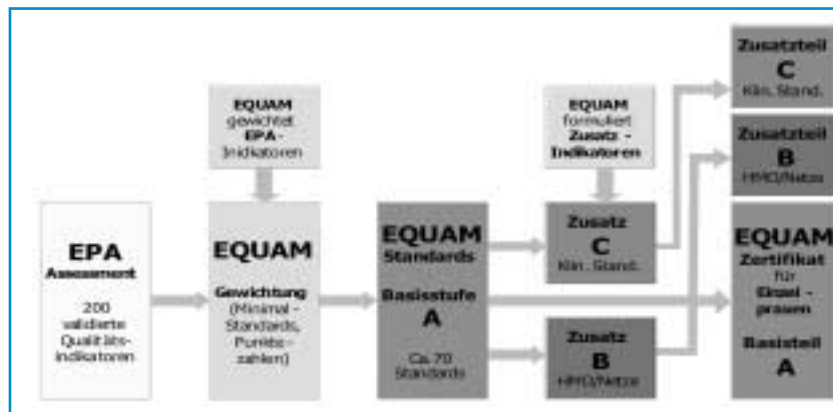 EQUAM
gewichtet
EPA-
Inidkatoren
EQUAM
formuliert
Zusatz -
Indikatoren
Zusatzteil
C
Klin. Stand.
Zusatzteil
B
HMO/Netze
EPA
Assessment
200
validierte
Qualitäts-
indikatoren
EQUAM
Gewichtung
(Minimal -
Standards,
Punkts-
zahlen)
EQUAM
Standards
Basisstufe
A
Ca. 70
Standards
Zusatz
C
Klin. Stand.
Zusatz
B
HMO/Netze
EQUAM
Zertifikat
für
Einzel -
praxen
Basisteil
A